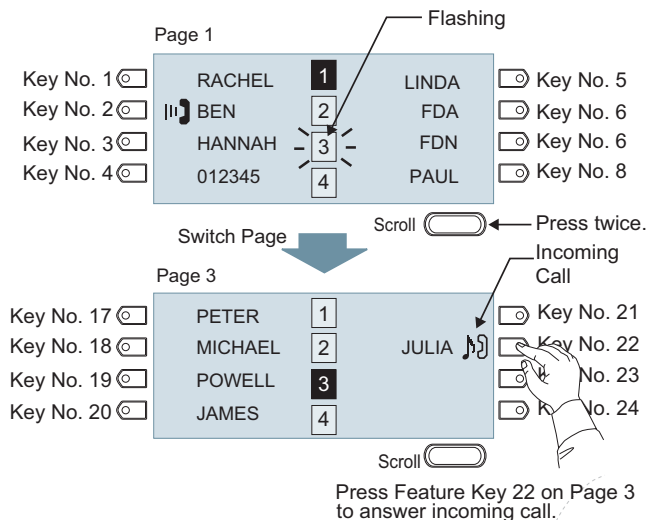 Flashing
Page 1
Key No. 1 RACHEL 1 LINDA Key No. 5
Key No. 2 BEN 2 FDA Key No. 6
Key No. 3 HANNAH 3 FDN Key No. 6
Key No. 4 012345 4 PAUL Key No. 8
Scroll Press twice.
Switch Page
Incoming
Call
Page 3
Key No. 17 PETER 1 Key No. 21
Key No. 18 MICHAEL 2 JULIA Key No. 22
Key No. 19 POWELL 3 No. 23
Key No. 20 JAMES 4 No. 24
Scroll
Press Feature Key 22 on Page 3
to answer incoming call.